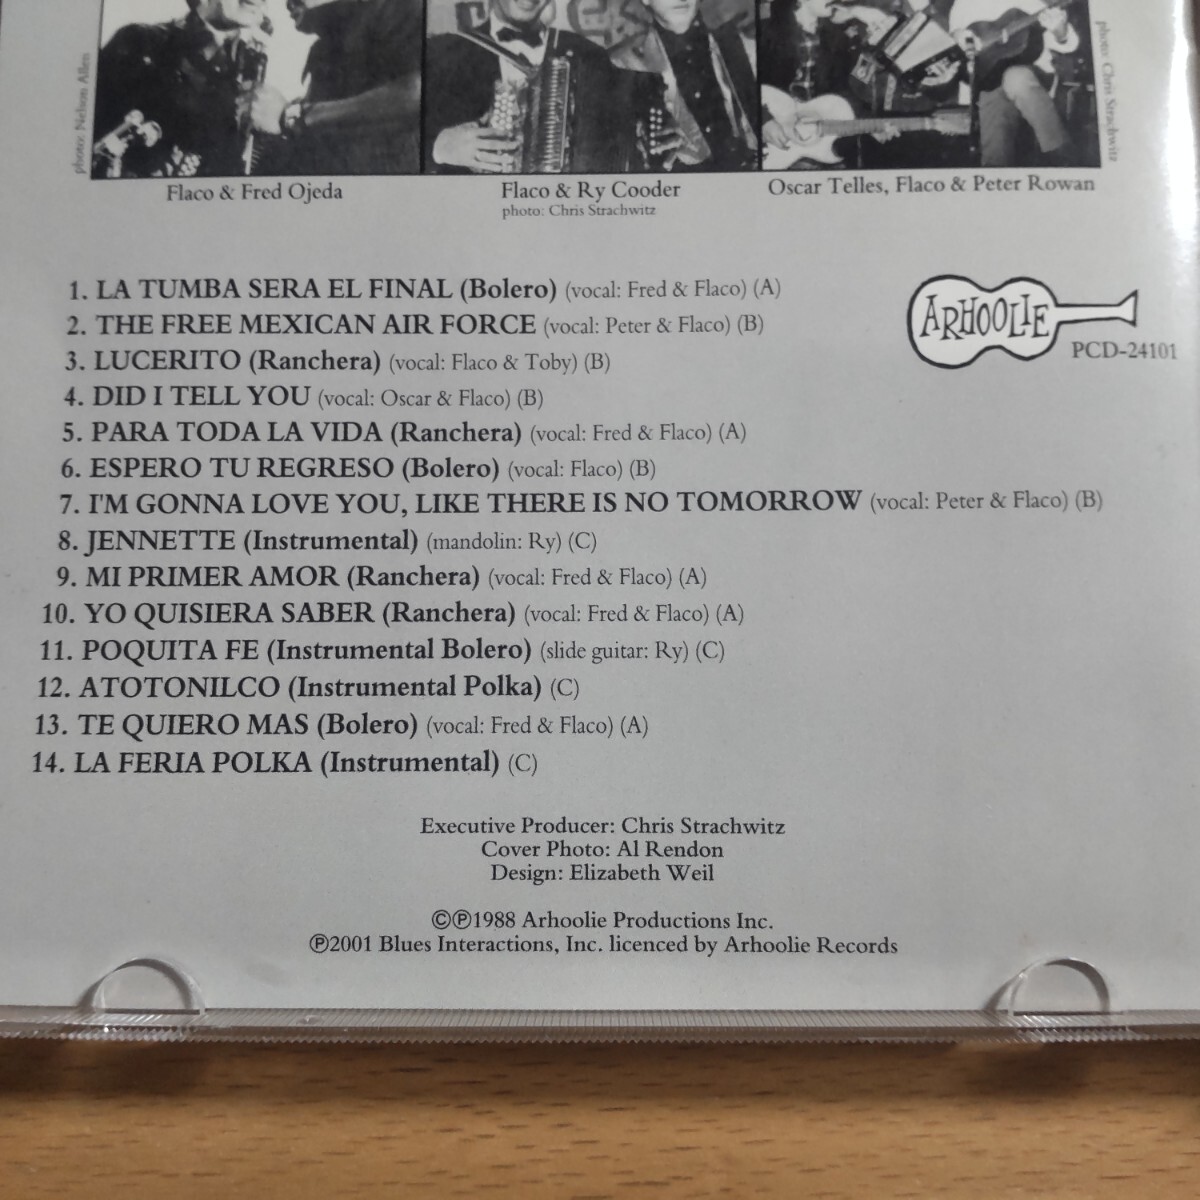 photo: Nelson Allen
photo: Chris Strachwitz
Flaco & Fred Ojeda
Flaco & Ry Cooder
photo: Chris Strachwitz
Oscar Telles, Flaco & Peter Rowan
1. LA TUMBA SERA EL FINAL (Bolero) (vocal: Fred & Flaco) (A)
2. THE FREE MEXICAN AIR FORCE (vocal: Peter & Flaco) (B)
3. LUCERITO (Ranchera) (vocal: Flaco & Toby) (B)
4. DID I TELL YOU (vocal: Oscar & Flaco) (B)
5. PARA TODA LA VIDA (Ranchera) (vocal: Fred & Flaco) (A)
6. ESPERO TU REGRESO (Bolero) (vocal: Flaco) (B)
7. I'M GONNA LOVE YOU, LIKE THERE IS NO TOMORROW (vocal: Peter & Flaco) (B)
8. JENNETTE (Instrumental) (mandolin: Ry) (C)
9. MI PRIMER AMOR (Ranchera) (vocal: Fred & Flaco) (A)
10. YO QUISIERA SABER (Ranchera) (vocal: Fred & Flaco) (A)
11. POQUITA FE (Instrumental Bolero) (slide guitar: Ry) (C)
12. ATOTONILCO (Instrumental Polka) (C)
13. TE QUIERO MAS (Bolero) (vocal: Fred & Flaco) (A)
14. LA FERIA POLKA (Instrumental) (C)
ARHOOLIE
PCD-24101
Executive Producer: Chris Strachwitz
Cover Photo: Al Rendon
Design: Elizabeth Weil
©℗1988 Arhoolie Productions Inc.
℗2001 Blues Interactions, Inc. licenced by Arhoolie Records